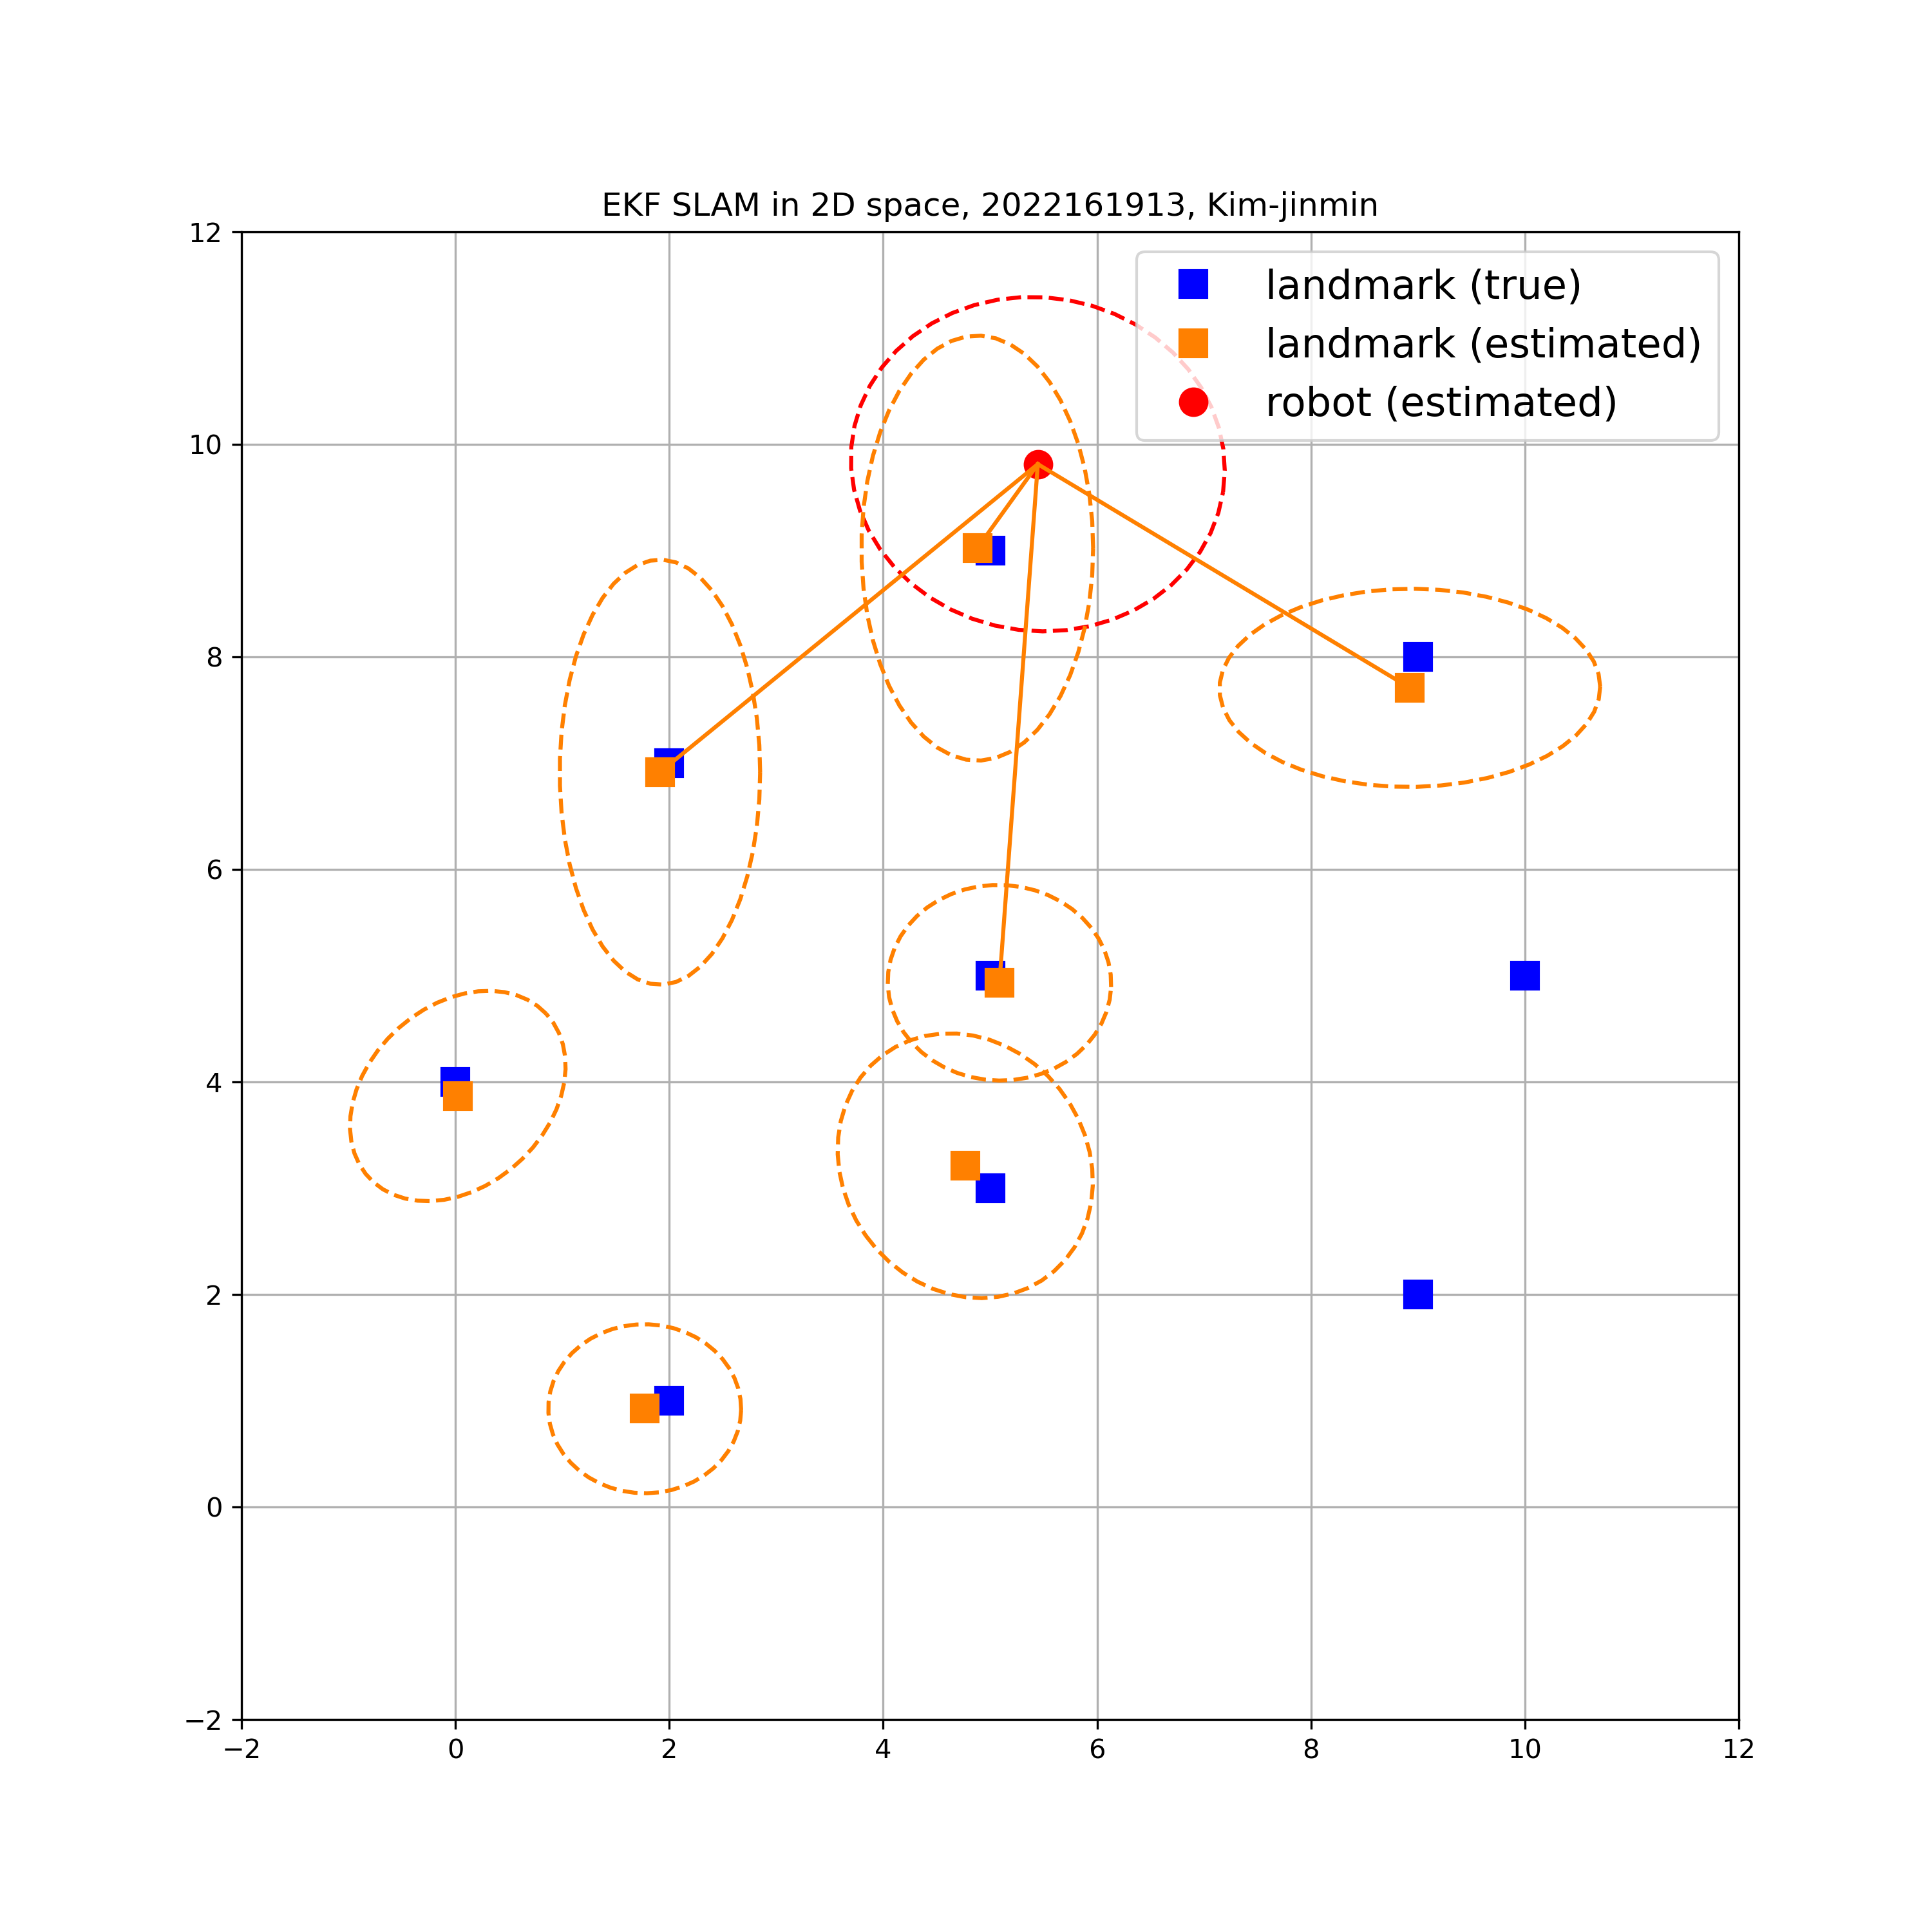 EKF SLAM in 2D space, 2022161913, Kim-jinmin
landmark (true)
landmark (estimated)
robot (estimated)
12
10
8
6
4
2
0
−2
−2 0 2 4 6 8 10 12